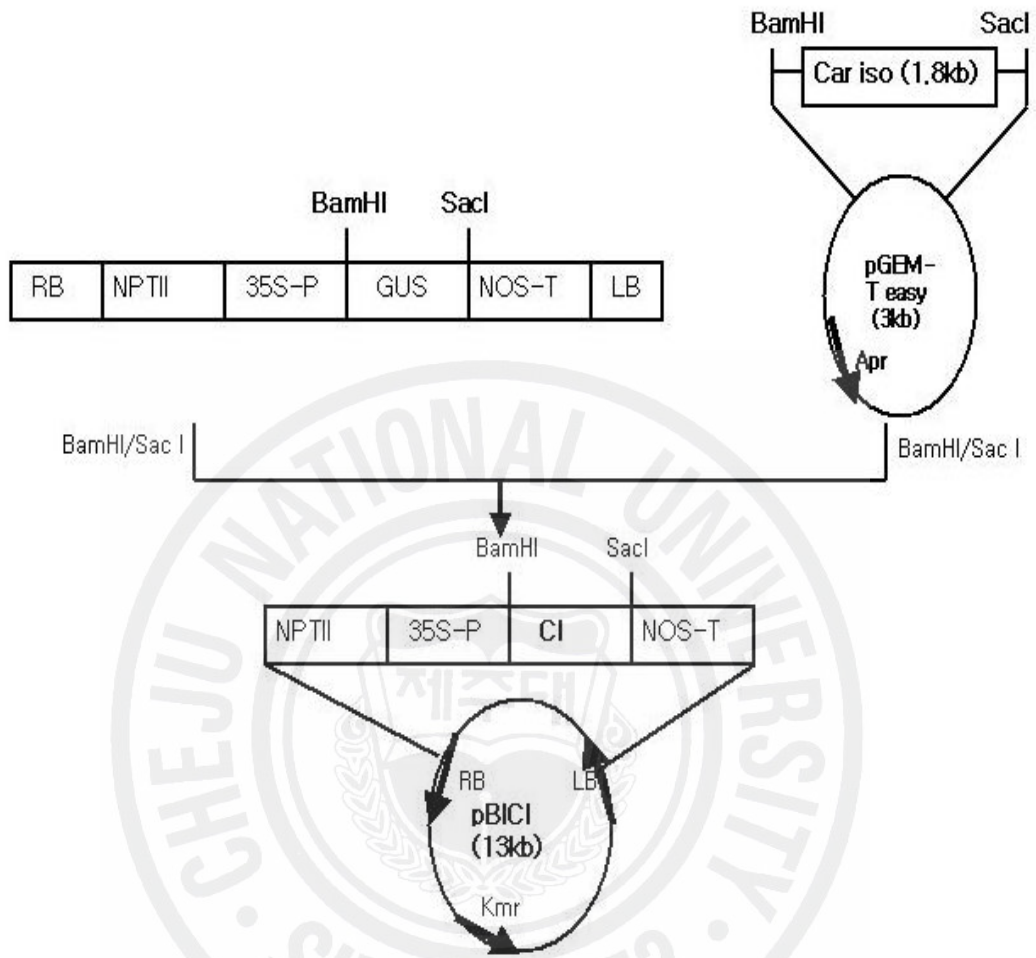 BamHI SacI
Car iso (1.8kb)
BamHI SacI
RB NPTII 35S-P GUS NOS-T LB
pGEM-
T easy
(3kb)
Apr
BamHI/Sac I BamHI/Sac I
BamHI SacI
NPTII 35S-P CI NOS-T
RB LB
pBICI
(13kb)
Kmr
CHEJU NATIONAL UNIVERSITY
제주대